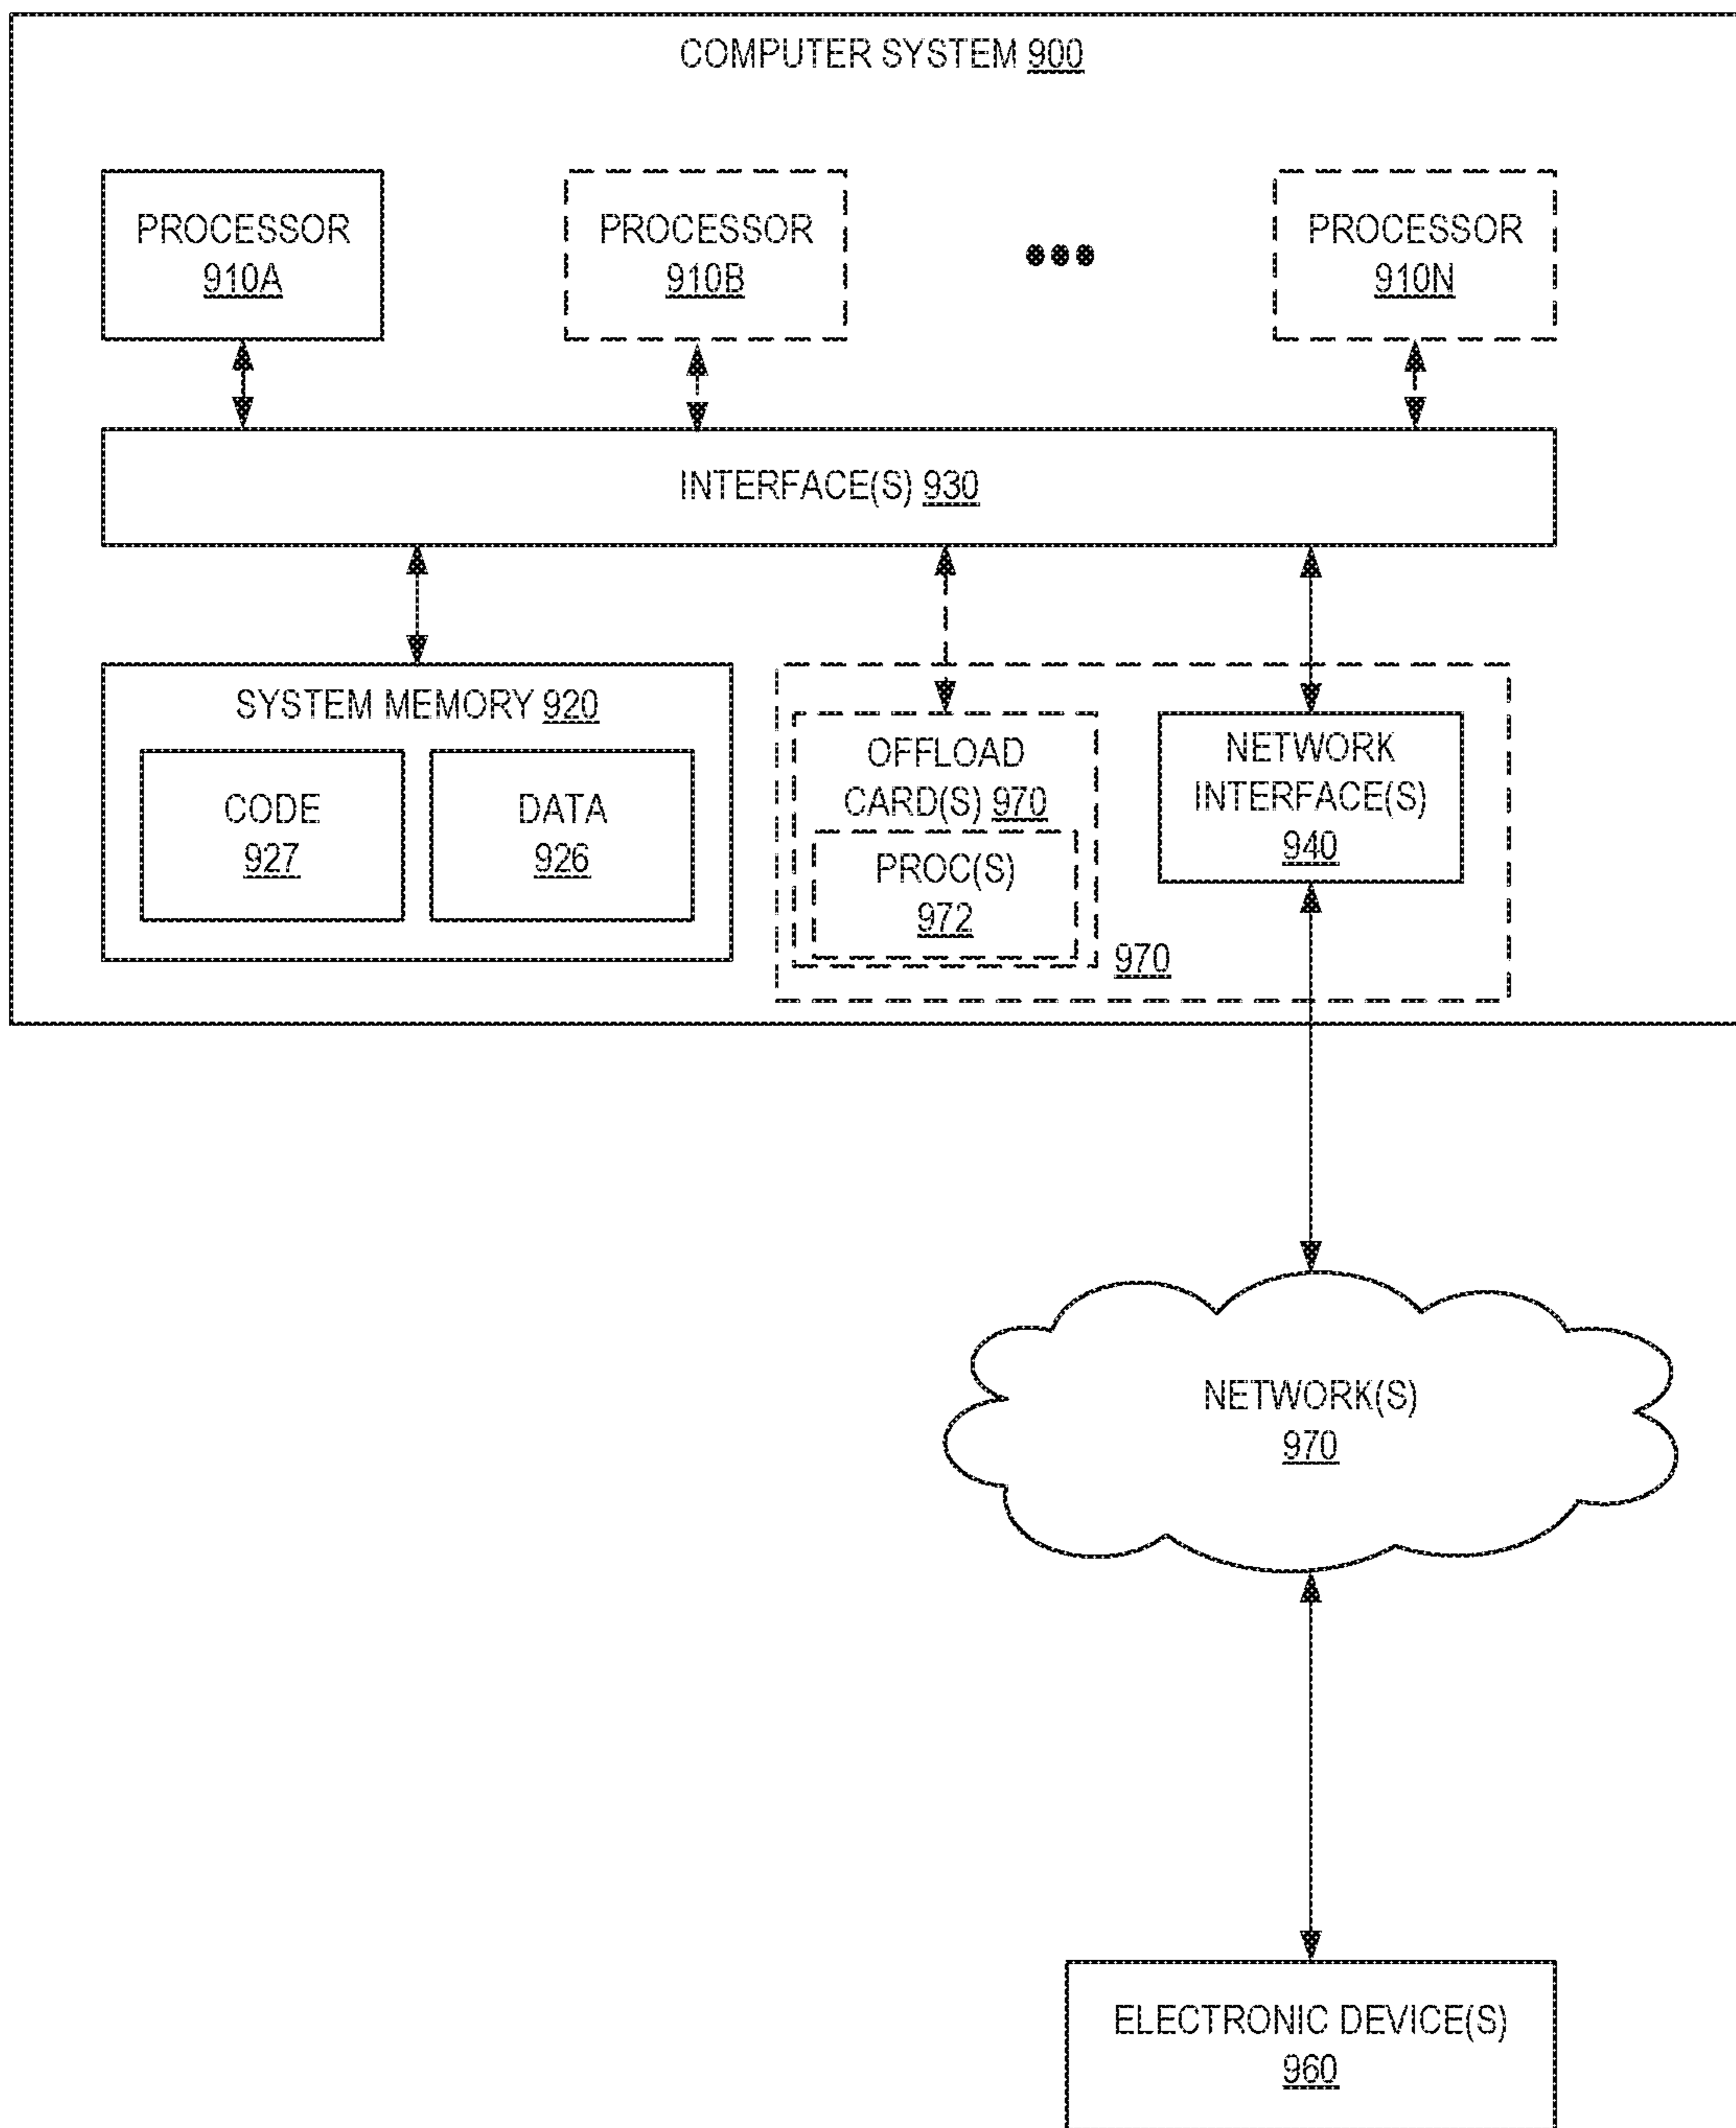 COMPUTER SYSTEM 900
PROCESSOR
910A
PROCESSOR
910B
PROCESSOR
910N
INTERFACE(S) 930
SYSTEM MEMORY 920
CODE
927
DATA
926
OFFLOAD
CARD(S) 970
PROC(S)
972
NETWORK
INTERFACE(S)
940
970
NETWORK(S)
970
ELECTRONIC DEVICE(S)
960